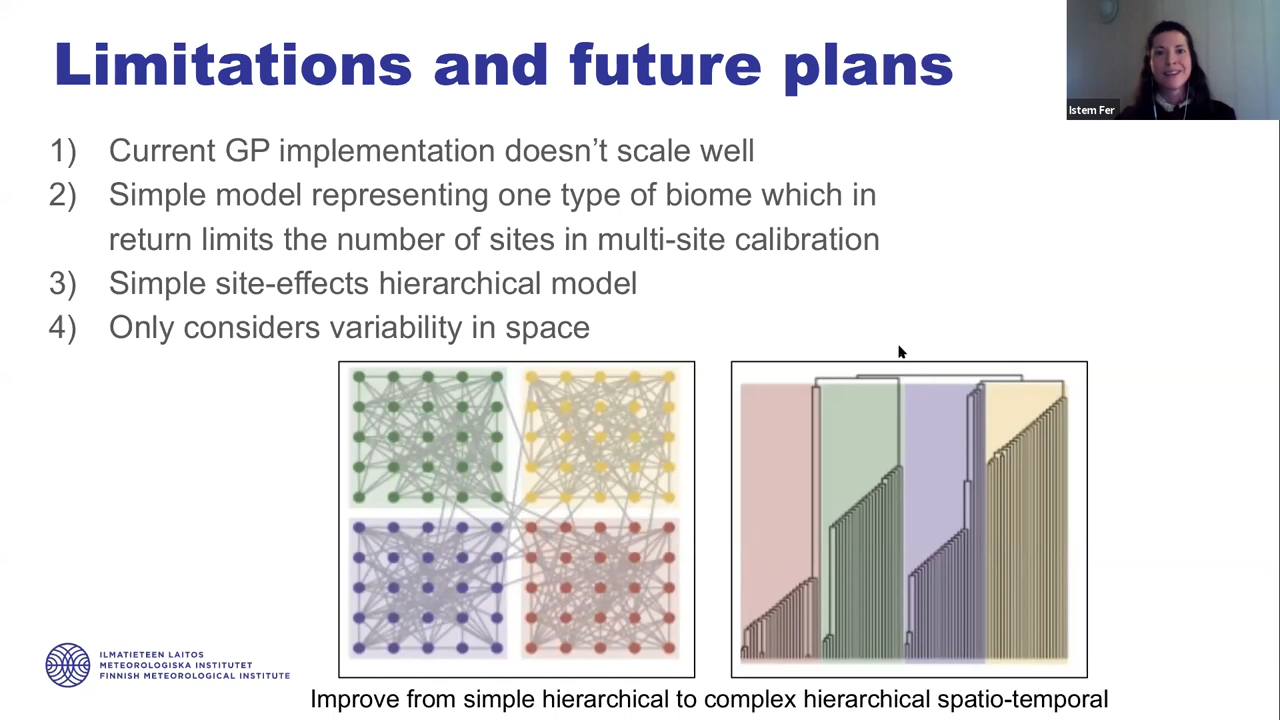 Limitations and future plans
Istem Fer
1) Current GP implementation doesn’t scale well
2) Simple model representing one type of biome which in
return limits the number of sites in multi-site calibration
3) Simple site-effects hierarchical model
4) Only considers variability in space
ILMATIETEEN LAITOS
METEOROLOGISKA INSTITUTET
FINNISH METEOROLOGICAL INSTITUTE
Improve from simple hierarchical to complex hierarchical spatio-temporal